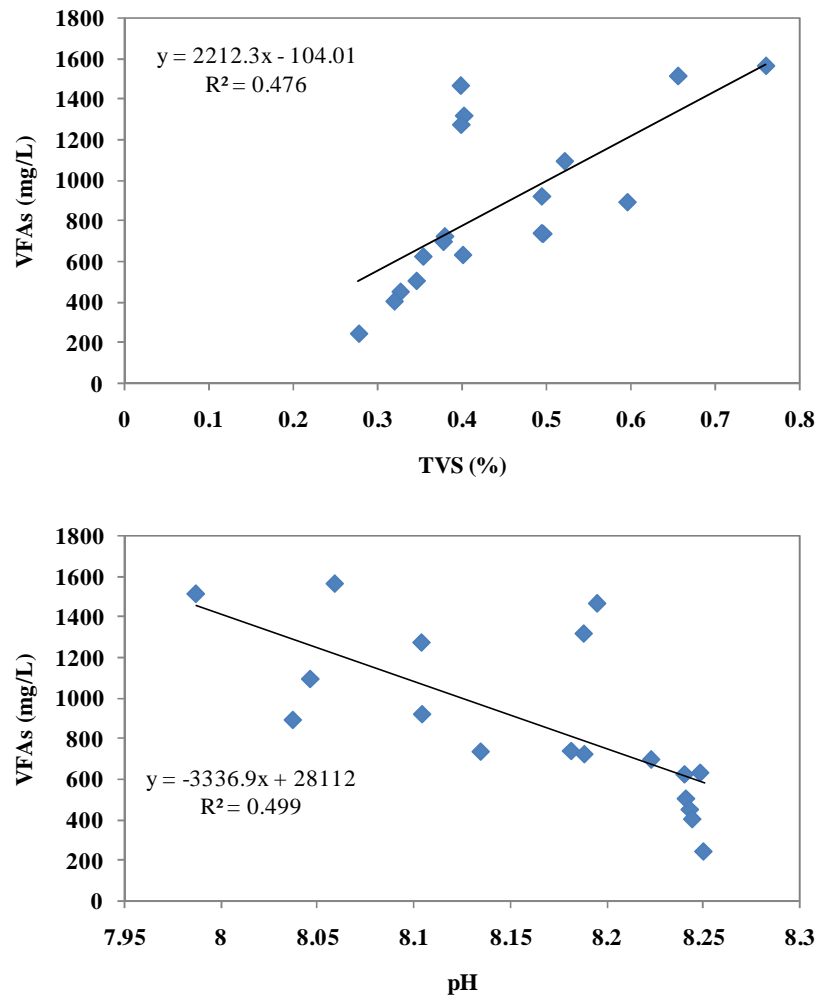 1800
1600
1400
1200
1000
800
600
400
200
0
VFAs (mg/L)
y = 2212.3x - 104.01
R² = 0.476
0 0.1 0.2 0.3 0.4 0.5 0.6 0.7 0.8
TVS (%)
1800
1600
1400
1200
1000
800
600
400
200
0
VFAs (mg/L)
y = -3336.9x + 28112
R² = 0.499
7.95 8 8.05 8.1 8.15 8.2 8.25 8.3
pH